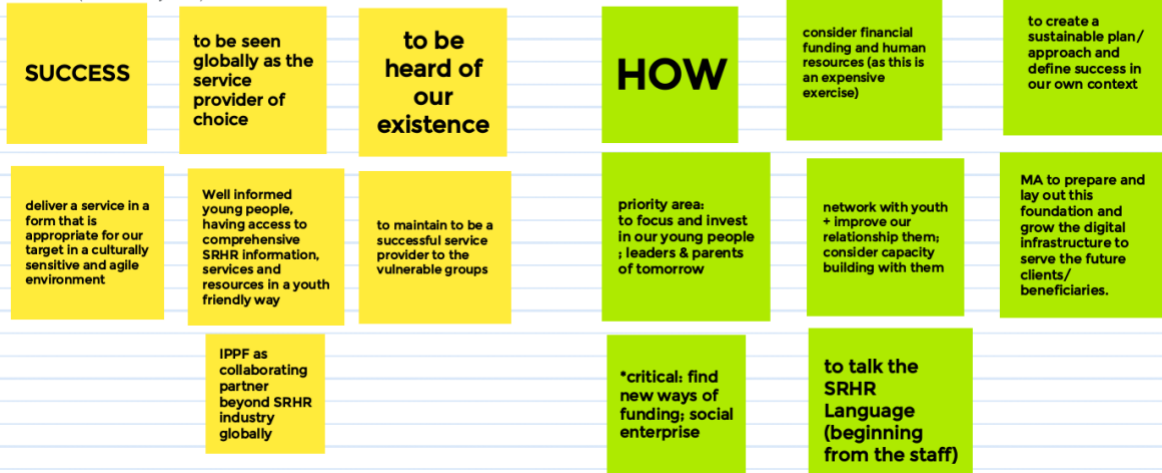 SUCCESS
to be seen
globally as the
service
provider of
choice
to be
heard of
our
existence
deliver a service in a
form that is
appropriate for our
target in a culturally
sensitive and agile
environment
Well informed
young people,
having access to
comprehensive
SRHR information,
services and
resources in a youth
friendly way
to maintain to be a
successful service
provider to the
vulnerable groups
IPPF as
collaborating
partner
beyond SRHR
industry
globally
HOW
consider financial
funding and human
resources (as this is
an expensive
exercise)
to create a
sustainable plan/
approach and
define success in
our own context
priority area:
to focus and invest
in our young people
; leaders & parents
of tomorrow
network with youth
+ improve our
relationship them;
consider capacity
building with them
MA to prepare and
lay out this
foundation and
grow the digital
infrastructure to
serve the future
clients/
beneficiaries.
*critical: find
new ways of
funding; social
enterprise
to talk the
SRHR
Language
(beginning
from the staff)